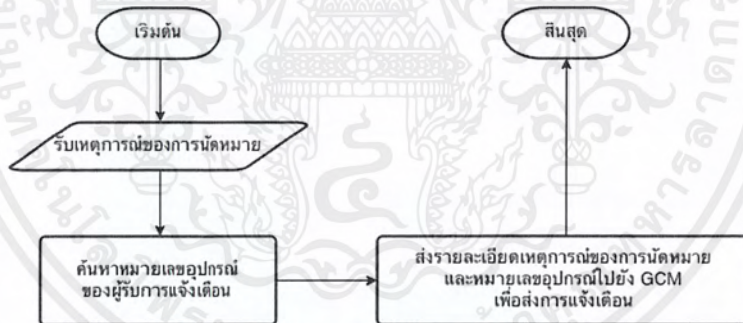 เริ่มต้น
รับเหตุการณ์ของการนัดหมาย
ค้นหาหมายเลขอุปกรณ์
ของผู้รับการแจ้งเตือน
ส่งรายละเอียดเหตุการณ์ของการนัดหมาย
และหมายเลขอุปกรณ์ไปยัง GCM
เพื่อส่งการแจ้งเตือน
สิ้นสุด